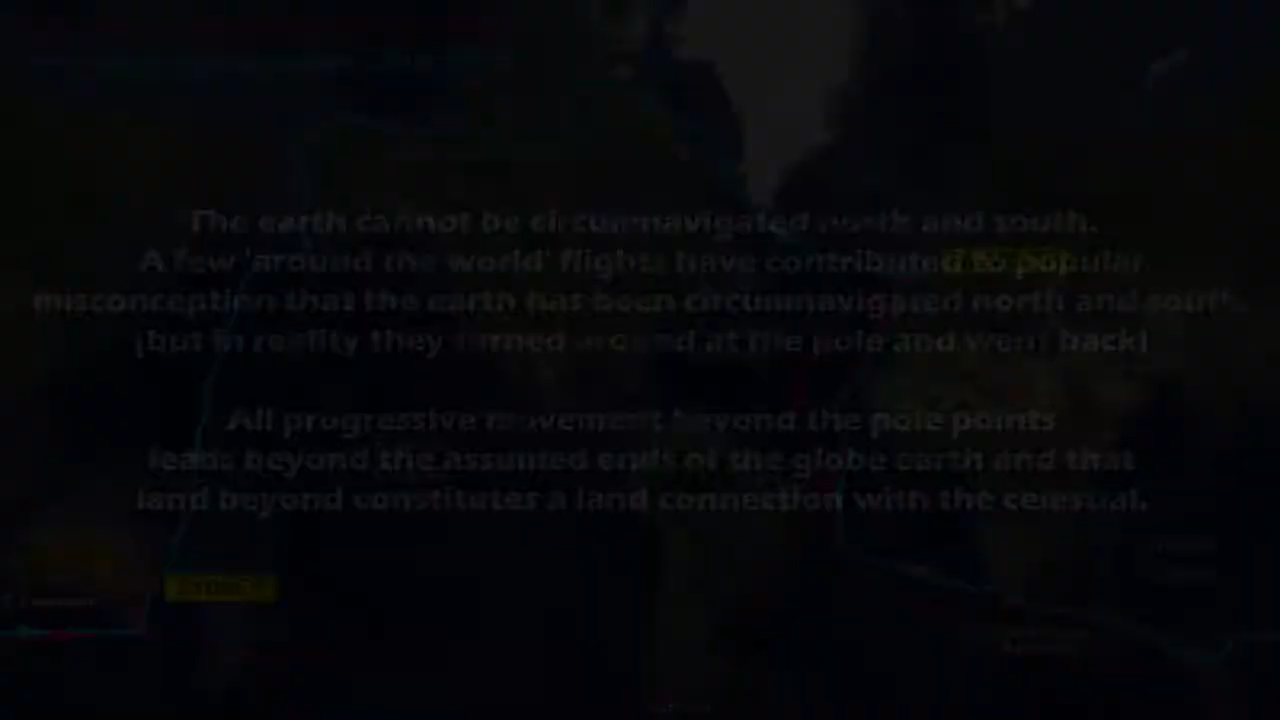 The earth cannot be circumnavigated north and south.
A few 'around the world' flights have contributed to popular
misconception that the earth has been circumnavigated north and south
(but in reality they turned around at the pole and went back)
All progressive movement beyond the pole points
leads beyond the assumed ends of the globe earth and that
land beyond constitutes a land connection with the celestial.